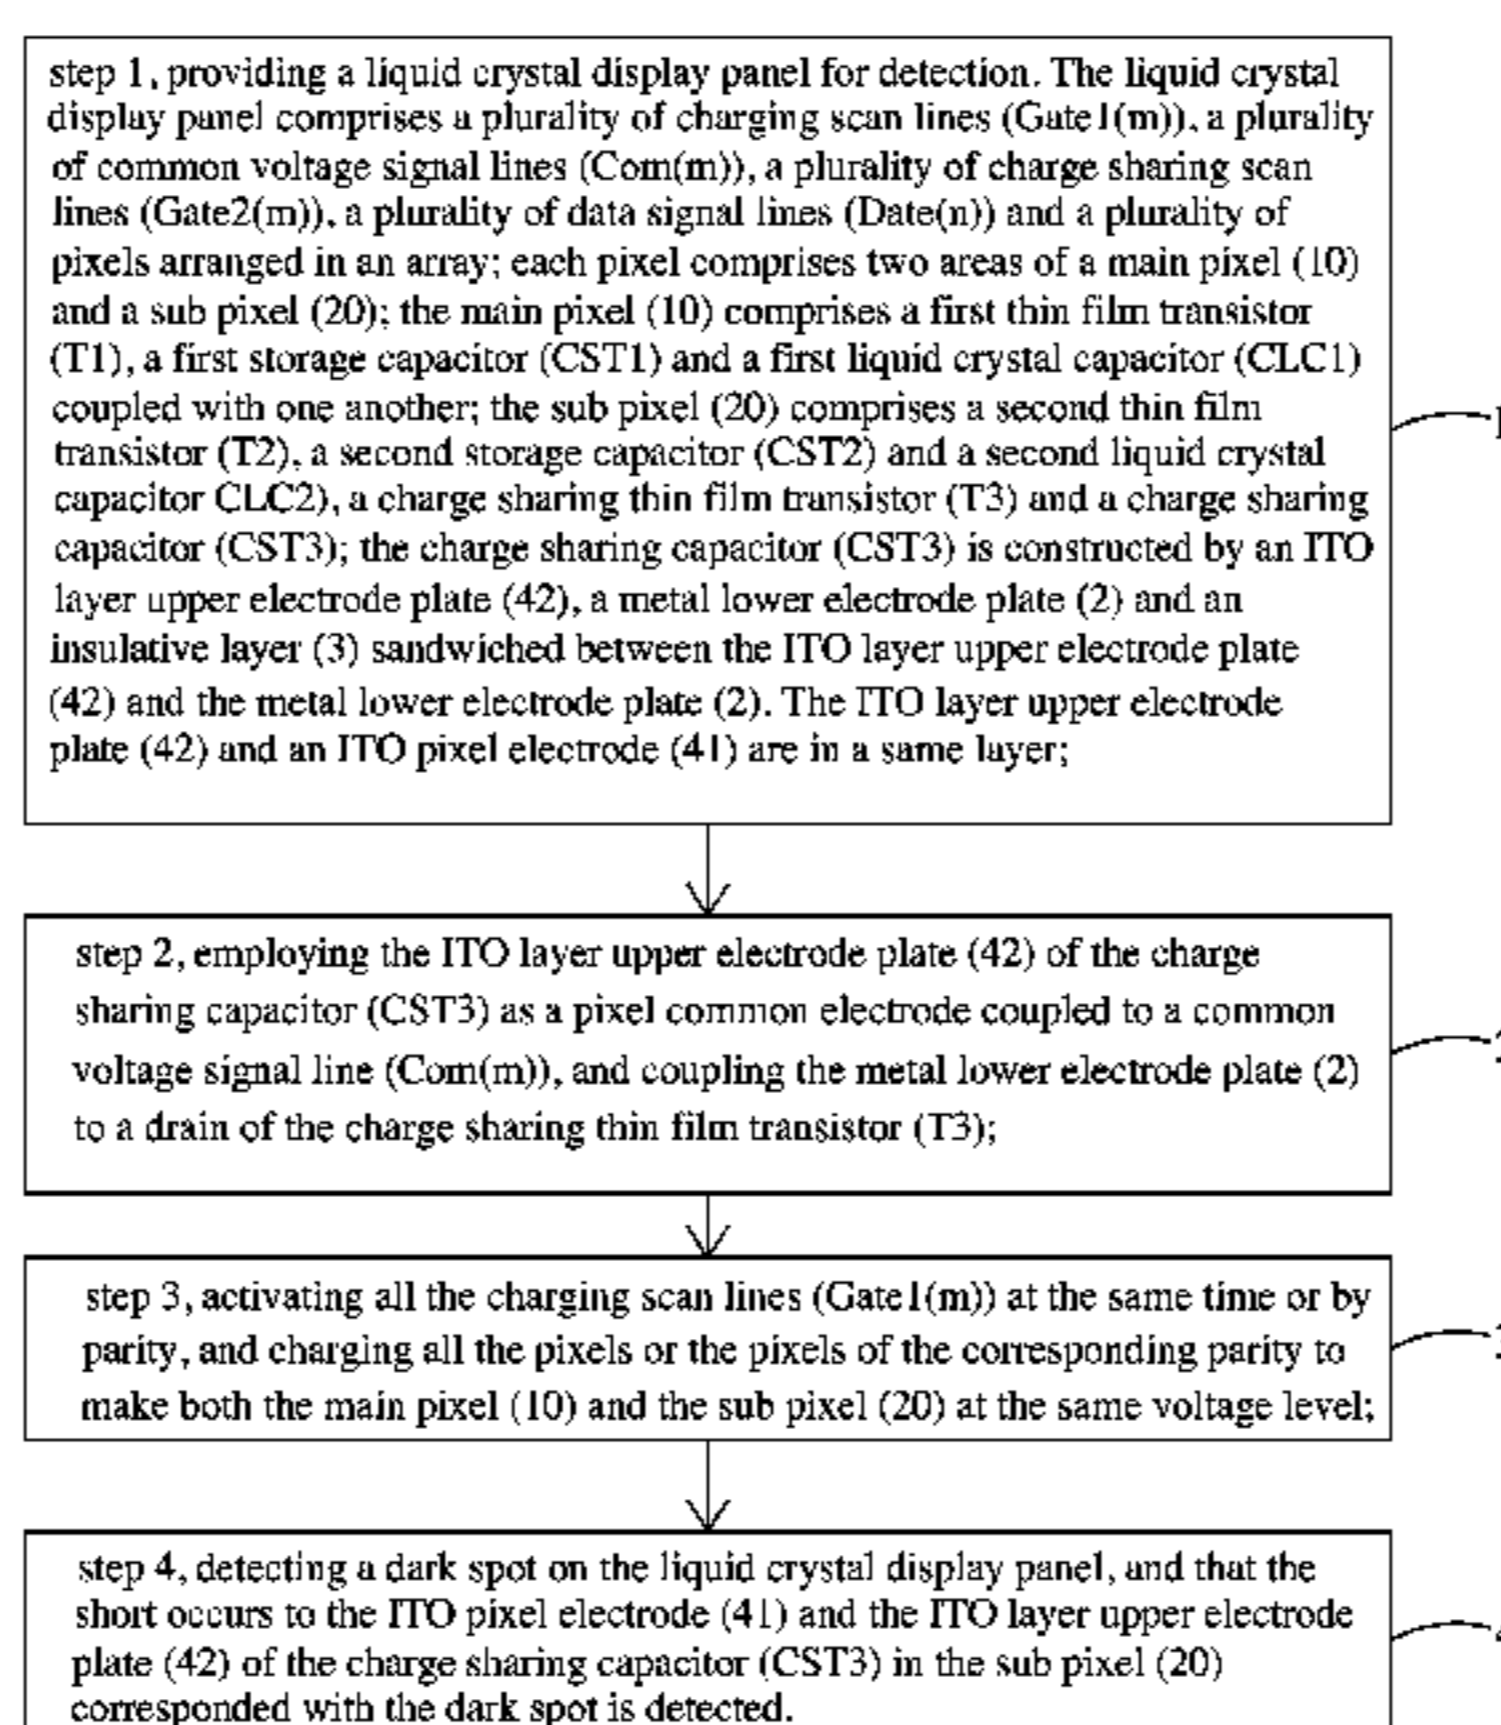 step 1, providing a liquid crystal display panel for detection. The liquid crystal
display panel comprises a plurality of charging scan lines (Gate1(m)), a plurality
of common voltage signal lines (Com(m)), a plurality of charge sharing scan
lines (Gate2(m)), a plurality of data signal lines (Date(n)) and a plurality of
pixels arranged in an array; each pixel comprises two areas of a main pixel (10)
and a sub pixel (20); the main pixel (10) comprises a first thin film transistor
(T1), a first storage capacitor (CST1) and a first liquid crystal capacitor (CLC1)
coupled with one another; the sub pixel (20) comprises a second thin film
transistor (T2), a second storage capacitor (CST2) and a second liquid crystal
capacitor CLC2), a charge sharing thin film transistor (T3) and a charge sharing
capacitor (CST3); the charge sharing capacitor (CST3) is constructed by an ITO
layer upper electrode plate (42), a metal lower electrode plate (2) and an
insulative layer (3) sandwiched between the ITO layer upper electrode plate
(42) and the metal lower electrode plate (2). The ITO layer upper electrode
plate (42) and an ITO pixel electrode (41) are in a same layer;
step 2, employing the ITO layer upper electrode plate (42) of the charge
sharing capacitor (CST3) as a pixel common electrode coupled to a common
voltage signal line (Com(m)), and coupling the metal lower electrode plate (2)
to a drain of the charge sharing thin film transistor (T3);
step 3, activating all the charging scan lines (Gate1(m)) at the same time or by
parity, and charging all the pixels or the pixels of the corresponding parity to
make both the main pixel (10) and the sub pixel (20) at the same voltage level;
step 4, detecting a dark spot on the liquid crystal display panel, and that the
short occurs to the ITO pixel electrode (41) and the ITO layer upper electrode
plate (42) of the charge sharing capacitor (CST3) in the sub pixel (20)
corresponded with the dark spot is detected.